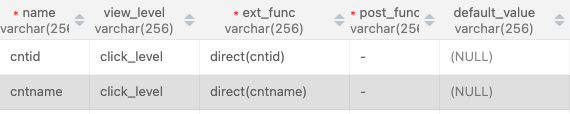 * name view_level * ext_func * post_func default_value
varchar(256) varchar(256) varchar(256) varchar(256) varchar(256)
cntid click_level direct(cntid) - (NULL)
cntname click_level direct(cntname) - (NULL)